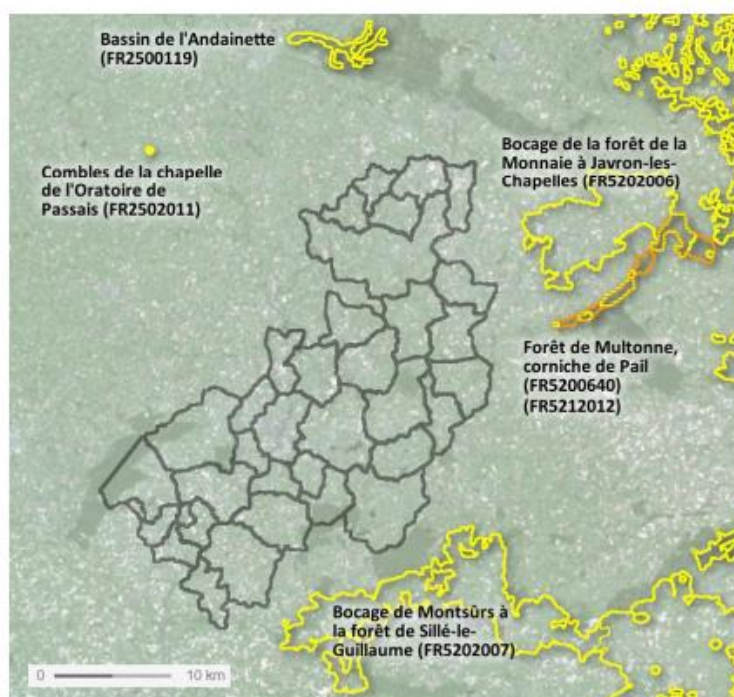 Bassin de l'Andainette
(FR2500119)
Combles de la chapelle
de l'Oratoire de
Passais (FR2502011)
Bocage de la forêt de la
Monnaie à Javron-les-
Chapelles (FR5202006)
Forêt de Multonne,
corniche de Pail
(FR5200640)
(FR5212012)
Bocage de Montsûrs à
la forêt de Sillé-le-
Guillaume (FR5202007)
0 10 km